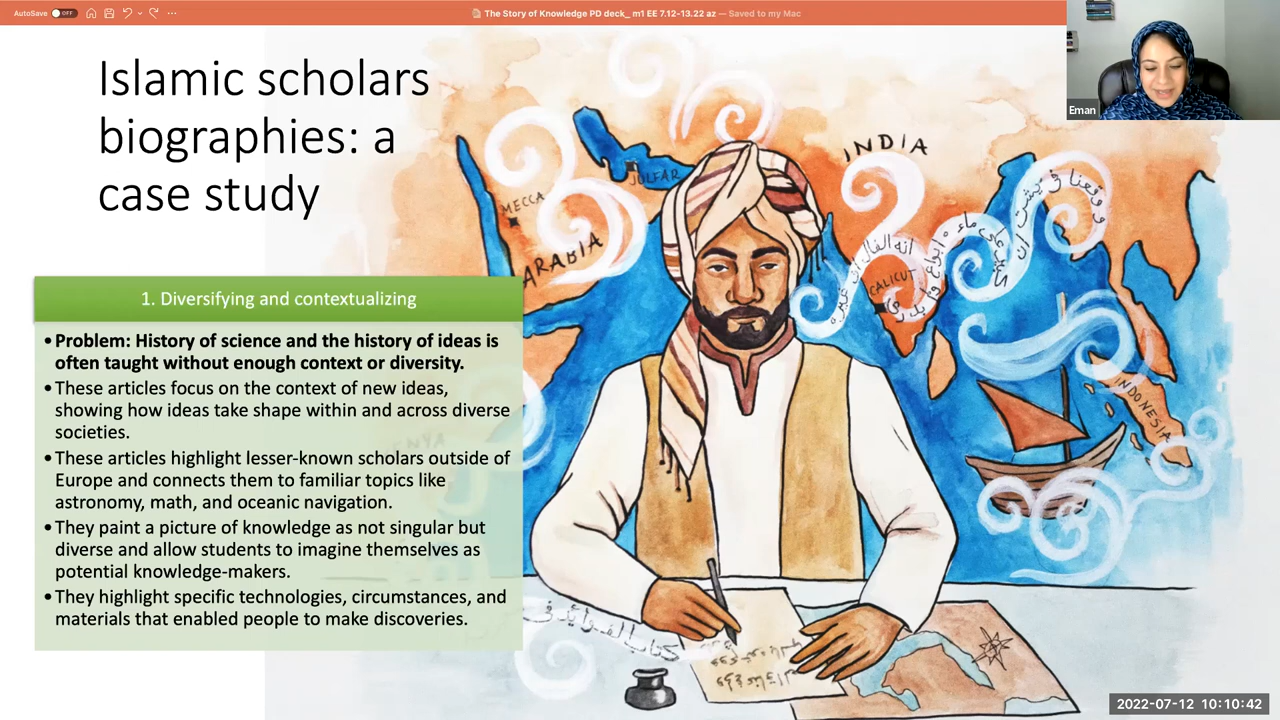 AutoSave OFF
The Story of Knowledge PD deck_ m1 EE 7.12-13.22 az — Saved to my Mac
Eman
Islamic scholars
biographies: a
case study
1. Diversifying and contextualizing
•Problem: History of science and the history of ideas is
often taught without enough context or diversity.
•These articles focus on the context of new ideas,
showing how ideas take shape within and across diverse
societies.
•These articles highlight lesser-known scholars outside of
Europe and connects them to familiar topics like
astronomy, math, and oceanic navigation.
•They paint a picture of knowledge as not singular but
diverse and allow students to imagine themselves as
potential knowledge-makers.
•They highlight specific technologies, circumstances, and
materials that enabled people to make discoveries.
MECCA
JULFAR
ARABIA
INDIA
CALICUT
INDONESIA
KENYA
كتاب الفوائد فى
2022-07-12 10:10:42